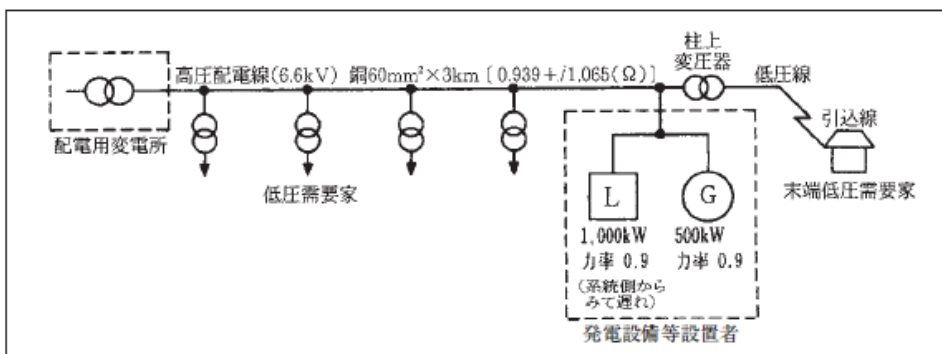 高圧配電線(6.6kV) 銅60mm²×3km [0.939+j1.065(Ω)]
柱上
変圧器
低圧線
引込線
配電用変電所
低圧需要家
末端低圧需要家
L
G
1,000kW
力率 0.9
(系統側から
みて遅れ)
500kW
力率 0.9
発電設備等設置者